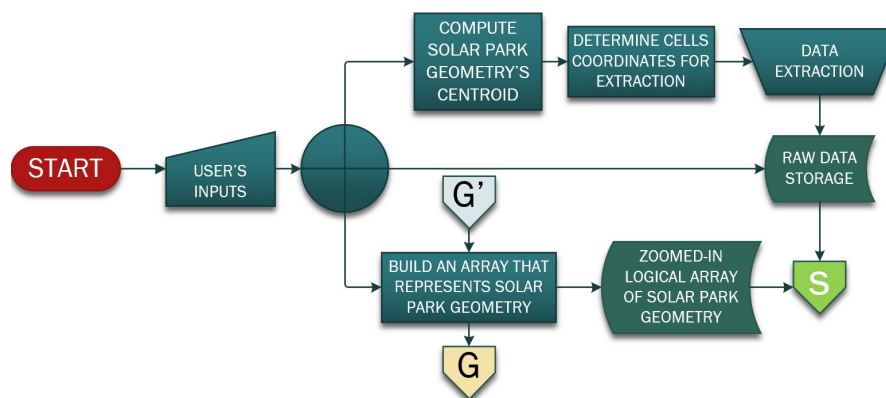 START
USER'S
INPUTS
COMPUTE
SOLAR PARK
GEOMETRY'S
CENTROID
DETERMINE CELLS
COORDINATES FOR
EXTRACTION
DATA
EXTRACTION
RAW DATA
STORAGE
G'
BUILD AN ARRAY THAT
REPRESENTS SOLAR
PARK GEOMETRY
G
ZOOMED-IN
LOGICAL ARRAY
OF SOLAR PARK
GEOMETRY
S